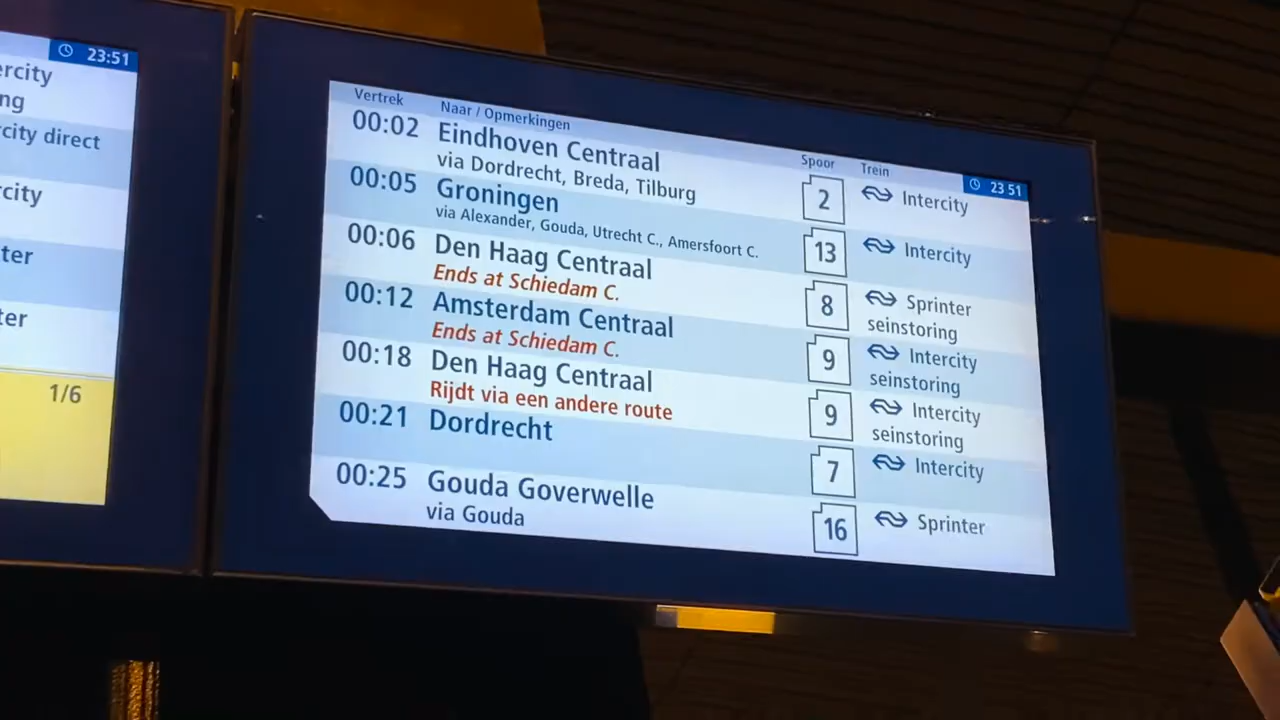 23:51
ercity
ng
city direct
city
ter
ter
1/6
Vertrek Naar / Opmerkingen Spoor Trein 23 51
00:02 Eindhoven Centraal 2 Intercity
via Dordrecht, Breda, Tilburg
00:05 Groningen 13 Intercity
via Alexander, Gouda, Utrecht C., Amersfoort C.
00:06 Den Haag Centraal 8 Sprinter
Ends at Schiedam C. seinstoring
00:12 Amsterdam Centraal 9 Intercity
Ends at Schiedam C. seinstoring
00:18 Den Haag Centraal 9 Intercity
Rijdt via een andere route seinstoring
00:21 Dordrecht 7 Intercity
00:25 Gouda Goverwelle 16 Sprinter
via Gouda